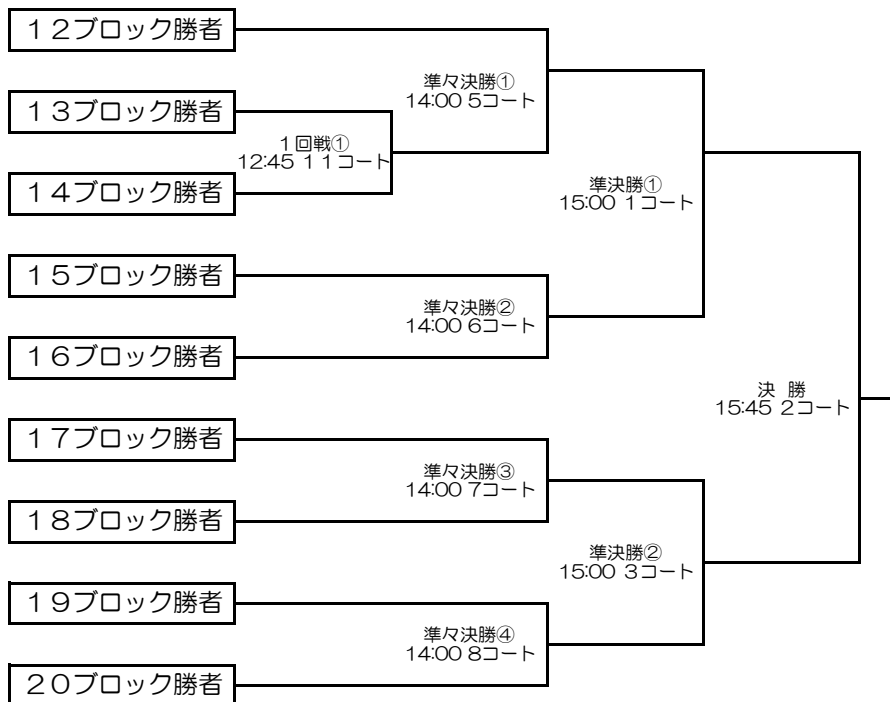 １２ブロック勝者
準々決勝①
14:00 5コート
１３ブロック勝者
１回戦①
12:45 １１コート
１４ブロック勝者
準決勝①
15:00 1コート
１５ブロック勝者
準々決勝②
14:00 6コート
１６ブロック勝者
決 勝
15:45 2コート
１７ブロック勝者
準々決勝③
14:00 7コート
１８ブロック勝者
準決勝②
15:00 3コート
１９ブロック勝者
準々決勝④
14:00 8コート
２０ブロック勝者